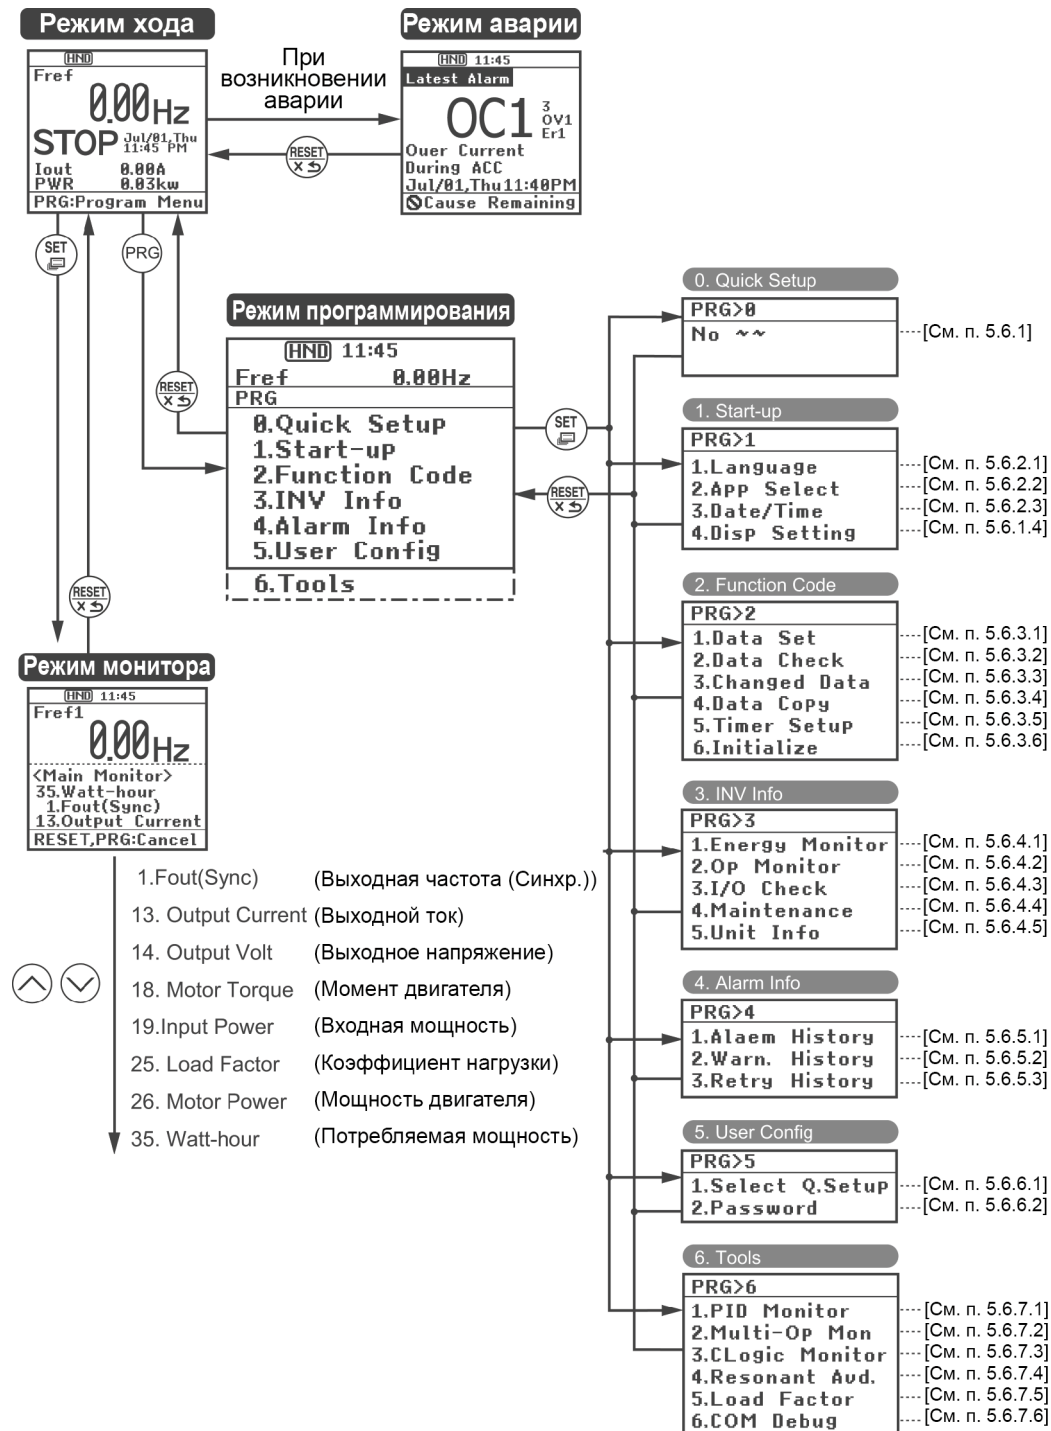 Режим хода
HND
Fref
0.00Hz
STOP Jul/01,Thu
11:45 PM
Iout 0.00A
PWR 0.03kw
PRG:Program Menu
При
возникновении
аварии
RESET
Режим аварии
HND 11:45
Latest Alarm
OC1
3
OV1
Er1
Ouer Current
During ACC
Jul/01,Thu11:40PM
Cause Remaining
SET
PRG
RESET
RESET
Режим программирования
HND 11:45
Fref 0.00Hz
PRG
0.Quick Setup
1.Start-up
2.Function Code
3.INV Info
4.Alarm Info
5.User Config
6.Tools
SET
RESET
Режим монитора
HND 11:45
Fref1
0.00Hz
<Main Monitor>
35.Watt-hour
1.Fout(Sync)
13.Output Current
RESET,PRG:Cancel
1.Fout(Sync) (Выходная частота (Синхр.))
13. Output Current (Выходной ток)
14. Output Volt (Выходное напряжение)
18. Motor Torque (Момент двигателя)
19.Input Power (Входная мощность)
25. Load Factor (Коэффициент нагрузки)
26. Motor Power (Мощность двигателя)
35. Watt-hour (Потребляемая мощность)
0. Quick Setup
PRG>0
No ~~ [См. п. 5.6.1]
1. Start-up
PRG>1
1.Language [См. п. 5.6.2.1]
2.App Select [См. п. 5.6.2.2]
3.Date/Time [См. п. 5.6.2.3]
4.Disp Setting [См. п. 5.6.1.4]
2. Function Code
PRG>2
1.Data Set [См. п. 5.6.3.1]
2.Data Check [См. п. 5.6.3.2]
3.Changed Data [См. п. 5.6.3.3]
4.Data Copy [См. п. 5.6.3.4]
5.Timer Setup [См. п. 5.6.3.5]
6.Initialize [См. п. 5.6.3.6]
3. INV Info
PRG>3
1.Energy Monitor [См. п. 5.6.4.1]
2.Op Monitor [См. п. 5.6.4.2]
3.I/O Check [См. п. 5.6.4.3]
4.Maintenance [См. п. 5.6.4.4]
5.Unit Info [См. п. 5.6.4.5]
4. Alarm Info
PRG>4
1.Alaem History [См. п. 5.6.5.1]
2.Warn. History [См. п. 5.6.5.2]
3.Retry History [См. п. 5.6.5.3]
5. User Config
PRG>5
1.Select Q.Setup [См. п. 5.6.6.1]
2.Password [См. п. 5.6.6.2]
6. Tools
PRG>6
1.PID Monitor [См. п. 5.6.7.1]
2.Multi-Op Mon [См. п. 5.6.7.2]
3.CLogic Monitor [См. п. 5.6.7.3]
4.Resonant Avd. [См. п. 5.6.7.4]
5.Load Factor [См. п. 5.6.7.5]
6.COM Debug [См. п. 5.6.7.6]